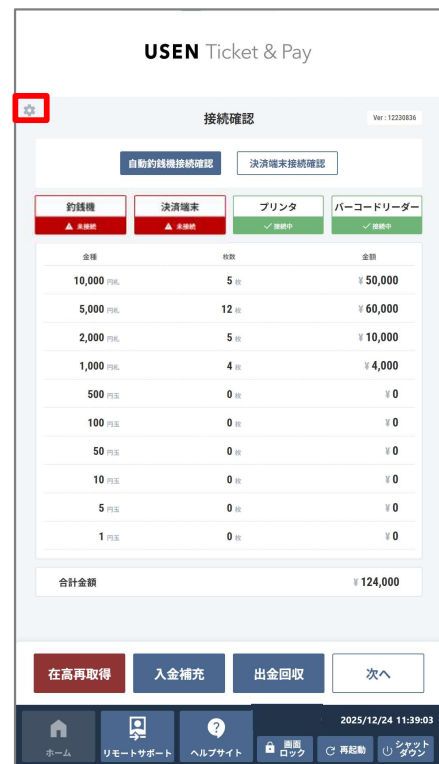 USEN Ticket & Pay
接続確認
Ver : 12230836
自動釣銭機接続確認 決済端末接続確認
釣銭機 決済端末 プリンタ バーコードリーダー
未接続 未接続 接続中 接続中
金種 枚数 金額
10,000 円札 5 枚 ¥ 50,000
5,000 円札 12 枚 ¥ 60,000
2,000 円札 5 枚 ¥ 10,000
1,000 円札 4 枚 ¥ 4,000
500 円玉 0 枚 ¥ 0
100 円玉 0 枚 ¥ 0
50 円玉 0 枚 ¥ 0
10 円玉 0 枚 ¥ 0
5 円玉 0 枚 ¥ 0
1 円玉 0 枚 ¥ 0
合計金額 ¥ 124,000
在高再取得 入金補充 出金回収 次へ
2025/12/24 11:39:03
ホーム リモートサポート ヘルプサイト 画面ロック 再起動 シャットダウン